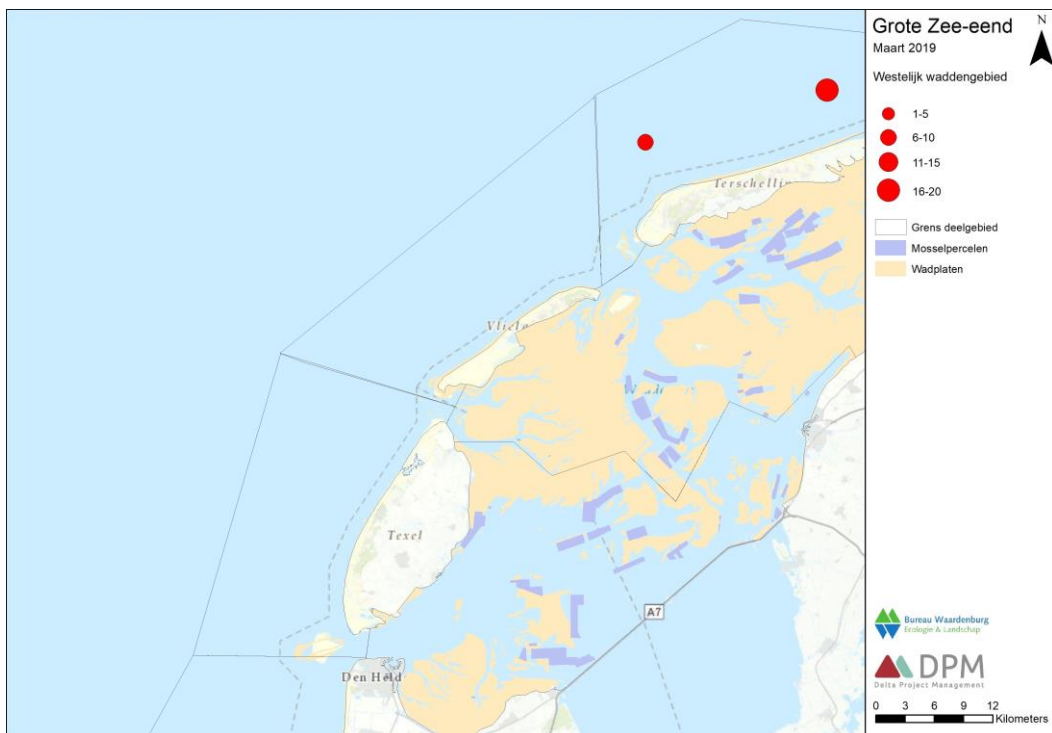 Grote Zee-eend
N
Maart 2019
Westelijk waddengebied
1-5
6-10
11-15
16-20
Grens deelgebied
Mosselpercelen
Wadplaten
Terschellin
Vliela
Texel
A7
Den Held
Bureau Waardenburg
Ecologie & Landschap
DPM
Delta Project Management
0 3 6 9 12
Kilometers